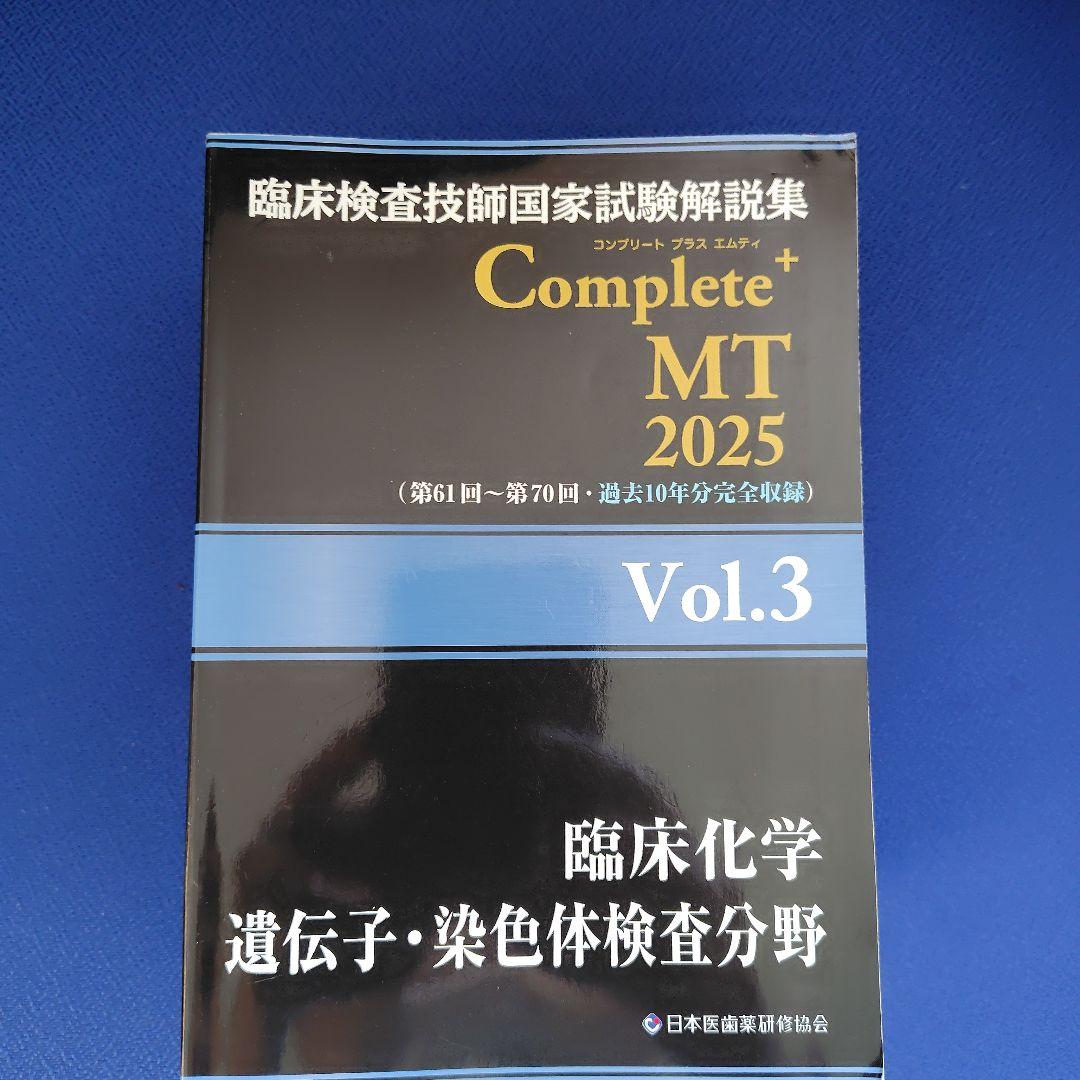 臨床検査技師国家試験解説集
コンプリート プラス エムティ
Complete+
MT
2025
(第61回～第70回・過去10年分完全収録)
Vol.3
臨床化学
遺伝子・染色体検査分野
日本医歯薬研修協会